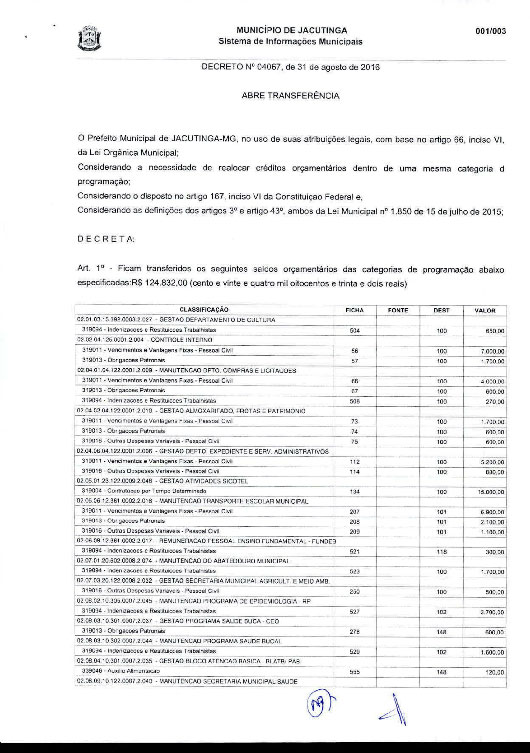 MUNICÍPIO DE JACUTINGA
001/003
Sistema de Informações Municipais
DECRETO Nº 04067, de 31 de agosto de 2016
ABRE TRANSFERÊNCIA
O Prefeito Municipal de JACUTINGA-MG, no uso de suas atribuições legais, com base no artigo 66, inciso VI,
da Lei Orgânica Municipal;
Considerando a necessidade de realocar créditos orçamentários dentro de uma mesma categoria d
programação;
Considerando o disposto no artigo 167, inciso VI da Constituiçao Federal e,
Considerando as definições dos artigos 3º e artigo 43º, ambos da Lei Municipal nº 1.850 de 15 de julho de 2015;
D E C R E T A:
Art. 1º - Ficam transferidos os seguintes saldos orçamentários das categorias de programação abaixo
especificadas:R$ 124.832,00 (cento e vinte e quatro mil oitocentos e trinta e dois reais)
CLASSIFICAÇÃO FICHA FONTE DEST VALOR
02.01.03.13.392.0003.2.027 - GESTAO DEPARTAMENTO DE CULTURA
319094 - Indenizacoes e Restituicoes Trabalhistas 504 100 650,00
02.02.04.125.0001.2.004 - CONTROLE INTERNO
319011 - Vencimentos e Vantagens Fixas - Pessoal Civil 56 100 7.000,00
319013 - Obrigacoes Patronais 57 100 1.700,00
02.04.01.04.122.0001.2.009 - MANUTENCAO DPTO. COMPRAS E LICITACOES
319011 - Vencimentos e Vantagens Fixas - Pessoal Civil 66 100 4.000,00
319013 - Obrigacoes Patronais 67 100 600,00
319094 - Indenizacoes e Restituicoes Trabalhistas 506 100 270,00
02.04.02.04.122.0001.2.010 - GESTAO ALMOXARIFADO, FROTAS E PATRIMONIO
319011 - Vencimentos e Vantagens Fixas - Pessoal Civil 73 100 1.700,00
319013 - Obrigacoes Patronais 74 100 600,00
319016 - Outras Despesas Variaveis - Pessoal Civil 75 100 600,00
02.04.06.04.122.0001.2.006 - GESTAO DEPTO. EXPEDIENTE E SERV. ADMINISTRATIVOS
319011 - Vencimentos e Vantagens Fixas - Pessoal Civil 112 100 5.200,00
319016 - Outras Despesas Variaveis - Pessoal Civil 114 100 800,00
02.05.01.23.122.0009.2.048 - GESTAO ATIVIDADES SICOTEL
319004 - Contratacao por Tempo Determinado 134 100 15.000,00
02.06.06.12.361.0002.2.016 - MANUTENCAO TRANSPORTE ESCOLAR MUNICIPAL
319011 - Vencimentos e Vantagens Fixas - Pessoal Civil 207 101 6.900,00
319013 - Obrigacoes Patronais 208 101 2.100,00
319016 - Outras Despesas Variaveis - Pessoal Civil 209 101 1.100,00
02.06.09.12.361.0002.2.017 - REMUNERACAO PESSOAL ENSINO FUNDAMENTAL - FUNDEB
319094 - Indenizacoes e Restituicoes Trabalhistas 521 118 300,00
02.07.01.20.602.0008.2.074 - MANUTENCAO DO ABATEDOURO MUNICIPAL
319094 - Indenizacoes e Restituicoes Trabalhistas 523 100 1.700,00
02.07.03.20.122.0008.2.032 - GESTAO SECRETARIA MUNICIPAL AGRICULT. E MEID AMB.
319016 - Outras Despesas Variaveis - Pessoal Civil 250 100 500,00
02.08.02.10.305.0007.2.045 - MANUTENCAO PROGRAMA DE EPIDEMIOLOGIA - RP
319094 - Indenizacoes e Restituicoes Trabalhistas 527 102 2.700,00
02.08.03.10.301.0007.2.037 - GESTAO PROGRAMA SAUDE BUCA - CEO
319013 - Obrigacoes Patronais 278 148 600,00
02.08.03.10.302.0007.2.044 - MANUTENCAO PROGRAMA SAUDE BUCAL
319094 - Indenizacoes e Restituicoes Trabalhistas 529 102 1.600,00
02.08.04.10.301.0007.2.035 - GESTAO BLOCO ATENCAO BASICA - BLATB/ PAB
339046 - Auxilio Alimentacao 555 148 120,00
02.08.09.10.122.0007.2.040 - MANUTENCAO SECRETARIA MUNICIPAL SAUDE